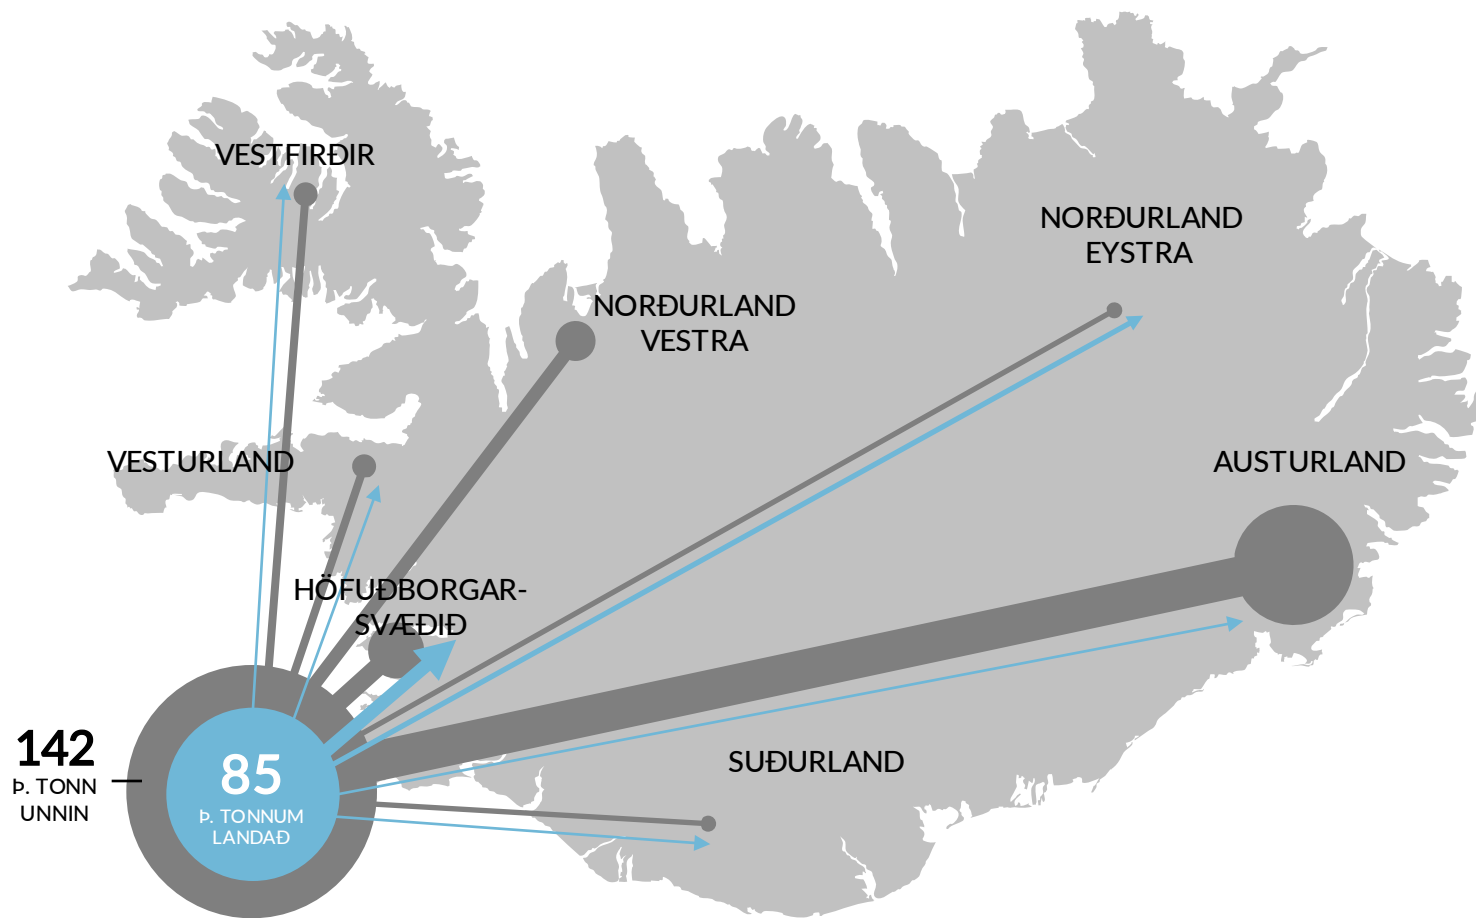 VESTFIRÐIR
NORÐURLAND
EYSTRA
NORÐURLAND
VESTRA
VESTURLAND
AUSTURLAND
HÖFUÐBORGAR-
SVÆÐIÐ
142
Þ. TONN
UNNIN
85
Þ. TONNUM
LANDAÐ
SUÐURLAND